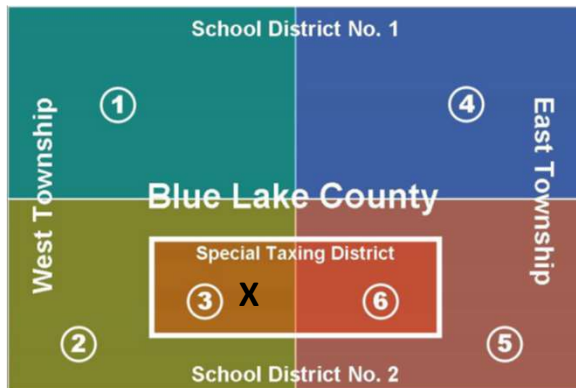 School District No. 1
1
4
West Township
East Township
Blue Lake County
Special Taxing District
3
X
6
2
5
School District No. 2